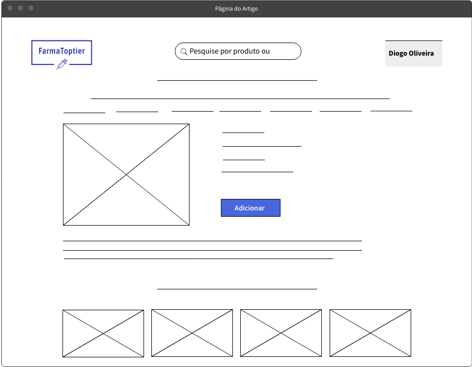 Página do Artigo
FarmaToptier
Pesquise por produto ou
Diogo Oliveira
Adicionar